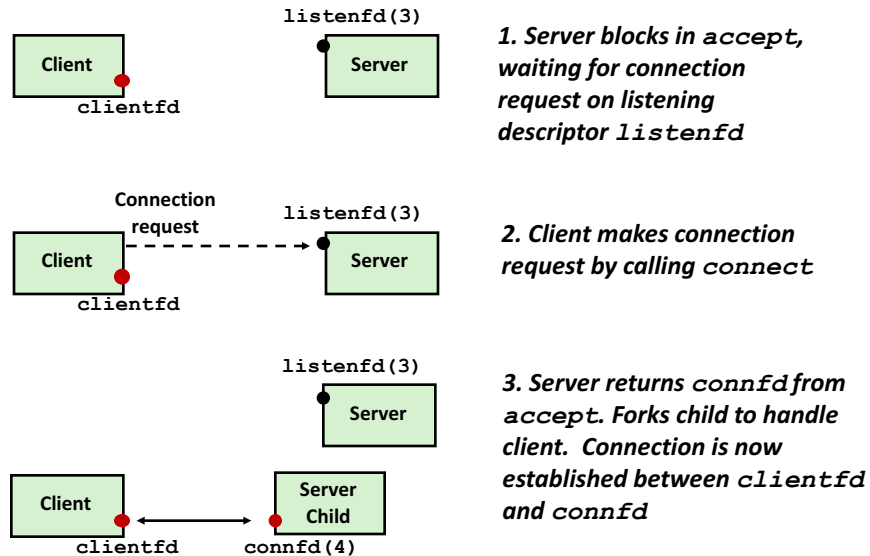 listenfd(3)
Client
Server
clientfd
1. Server blocks in accept,
waiting for connection
request on listening
descriptor listenfd
Connection
request
listenfd(3)
Client
Server
clientfd
2. Client makes connection
request by calling connect
listenfd(3)
Server
Client
Server
Child
clientfd
connfd(4)
3. Server returns connfd from
accept. Forks child to handle
client. Connection is now
established between clientfd
and connfd